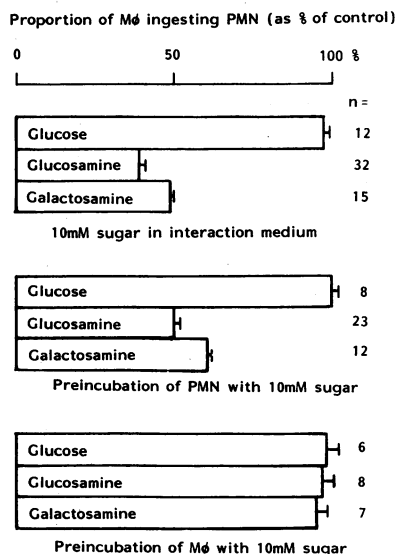 Proportion of Mø ingesting PMN (as % of control)
0 50 100 %
n =
Glucose 12
Glucosamine 32
Galactosamine 15
10mM sugar in interaction medium
Glucose 8
Glucosamine 23
Galactosamine 12
Preincubation of PMN with 10mM sugar
Glucose 6
Glucosamine 8
Galactosamine 7
Preincubation of Mø with 10mM sugar